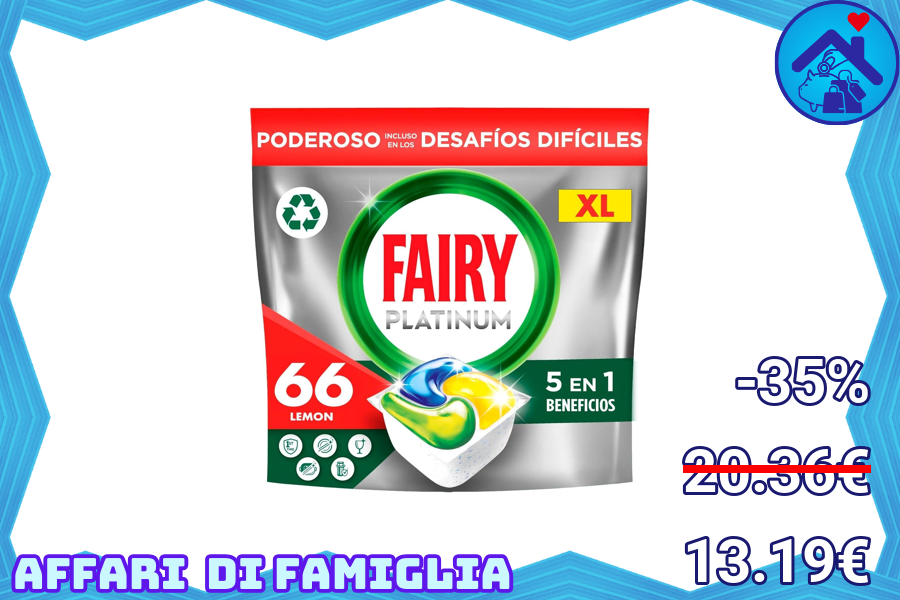 PODEROSO INCLUSO EN LOS DESAFÍOS DIFÍCILES
XL
FAIRY
PLATINUM
66
LEMON
5 EN 1
BENEFICIOS
-35%
20.36€
13.19€
AFFARI DI FAMIGLIA